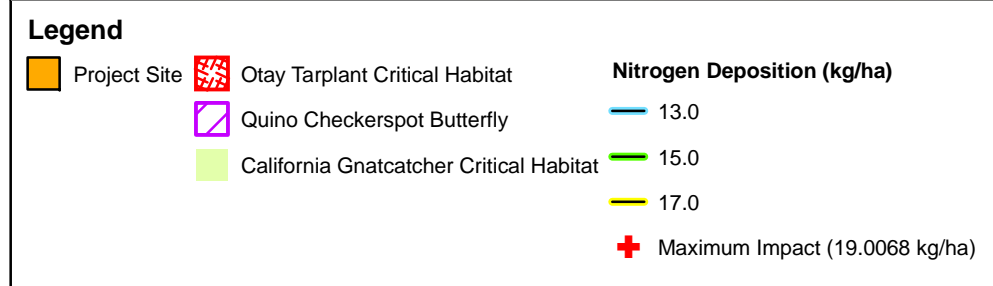 Legend
Project Site
Otay Tarplant Critical Habitat
Quino Checkerspot Butterfly
California Gnatcatcher Critical Habitat
Nitrogen Deposition (kg/ha)
13.0
15.0
17.0
Maximum Impact (19.0068 kg/ha)